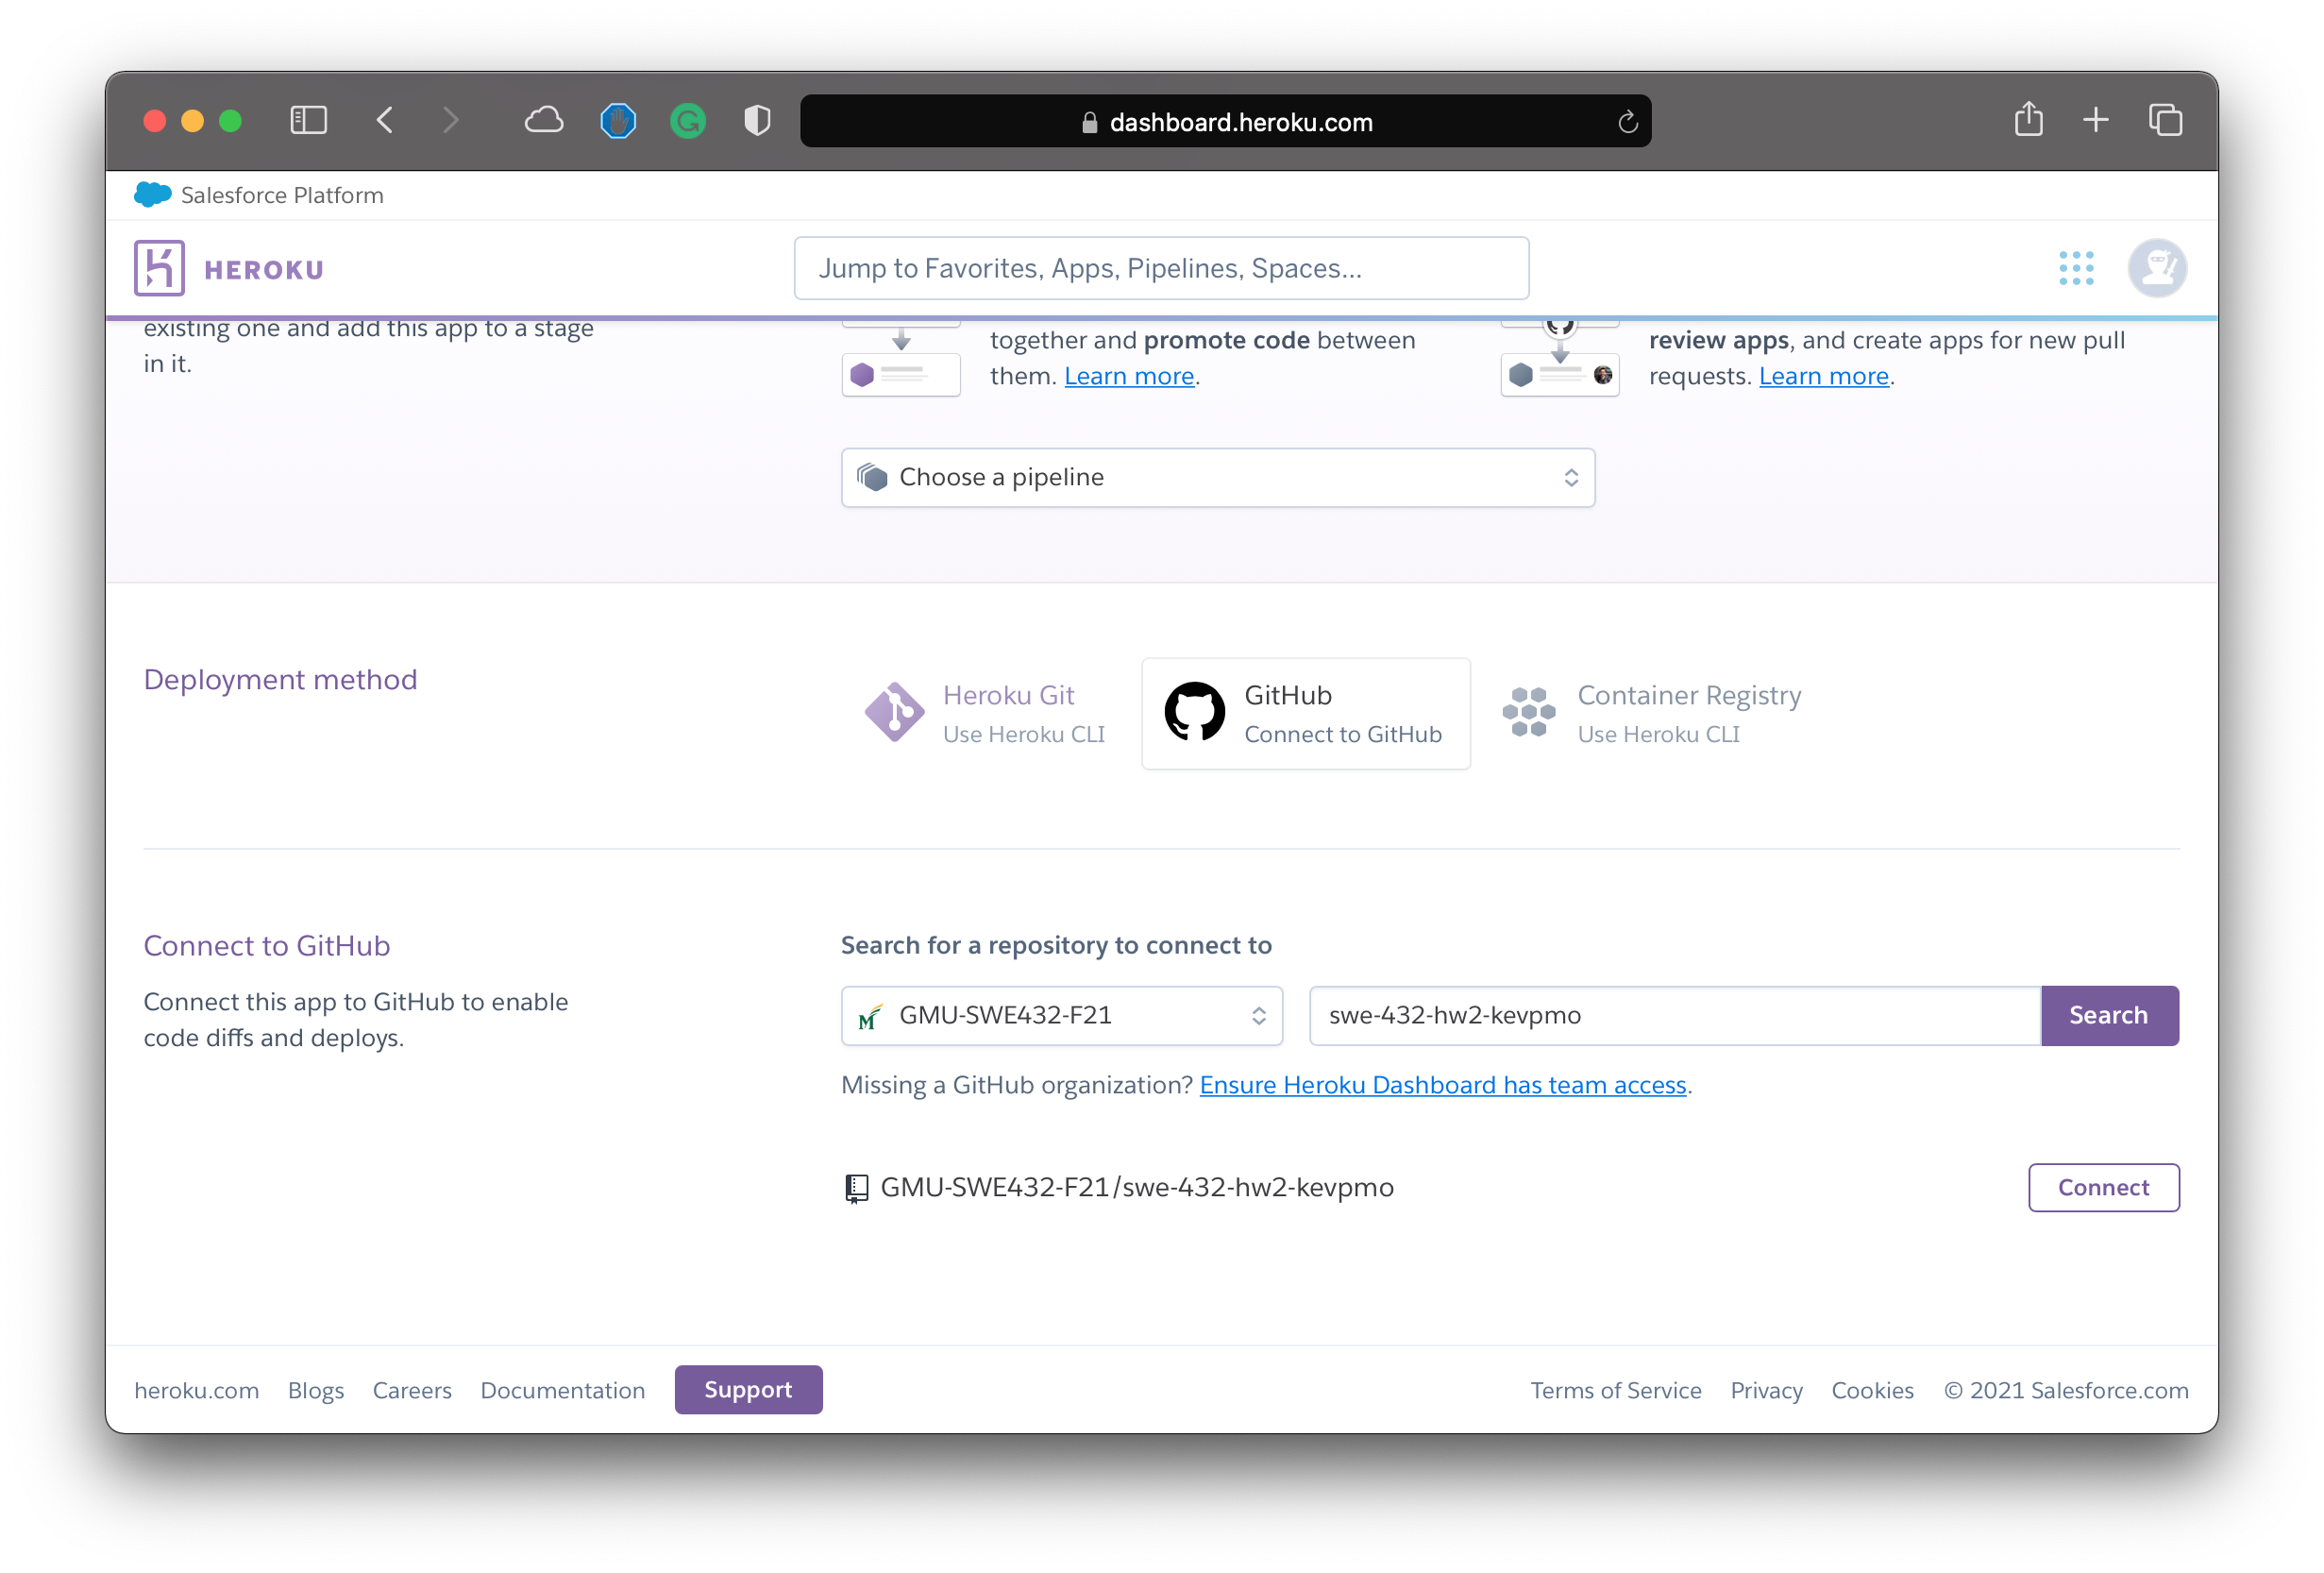 dashboard.heroku.com
Salesforce Platform
HEROKU
Jump to Favorites, Apps, Pipelines, Spaces...
existing one and add this app to a stage
in it.
together and promote code between
them. Learn more.
review apps, and create apps for new pull
requests. Learn more.
Choose a pipeline
Deployment method
Heroku Git
Use Heroku CLI
GitHub
Connect to GitHub
Container Registry
Use Heroku CLI
Connect to GitHub
Connect this app to GitHub to enable
code diffs and deploys.
Search for a repository to connect to
GMU-SWE432-F21
swe-432-hw2-kevpmo
Search
Missing a GitHub organization? Ensure Heroku Dashboard has team access.
GMU-SWE432-F21/swe-432-hw2-kevpmo
Connect
heroku.com Blogs Careers Documentation Support Terms of Service Privacy Cookies © 2021 Salesforce.com